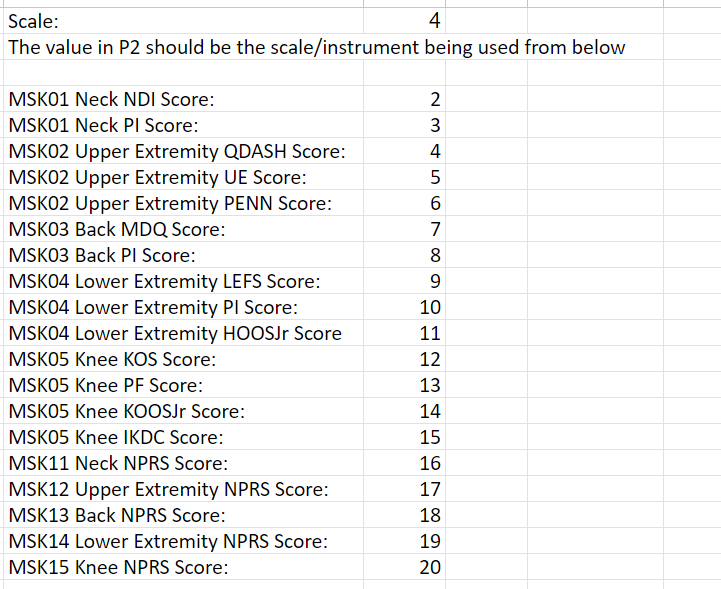 Scale: 4
The value in P2 should be the scale/instrument being used from below
MSK01 Neck NDI Score: 2
MSK01 Neck PI Score: 3
MSK02 Upper Extremity QDASH Score: 4
MSK02 Upper Extremity UE Score: 5
MSK02 Upper Extremity PENN Score: 6
MSK03 Back MDQ Score: 7
MSK03 Back PI Score: 8
MSK04 Lower Extremity LEFS Score: 9
MSK04 Lower Extremity PI Score: 10
MSK04 Lower Extremity HOOSJr Score 11
MSK05 Knee KOS Score: 12
MSK05 Knee PF Score: 13
MSK05 Knee KOOSJr Score: 14
MSK05 Knee IKDC Score: 15
MSK11 Neck NPRS Score: 16
MSK12 Upper Extremity NPRS Score: 17
MSK13 Back NPRS Score: 18
MSK14 Lower Extremity NPRS Score: 19
MSK15 Knee NPRS Score: 20